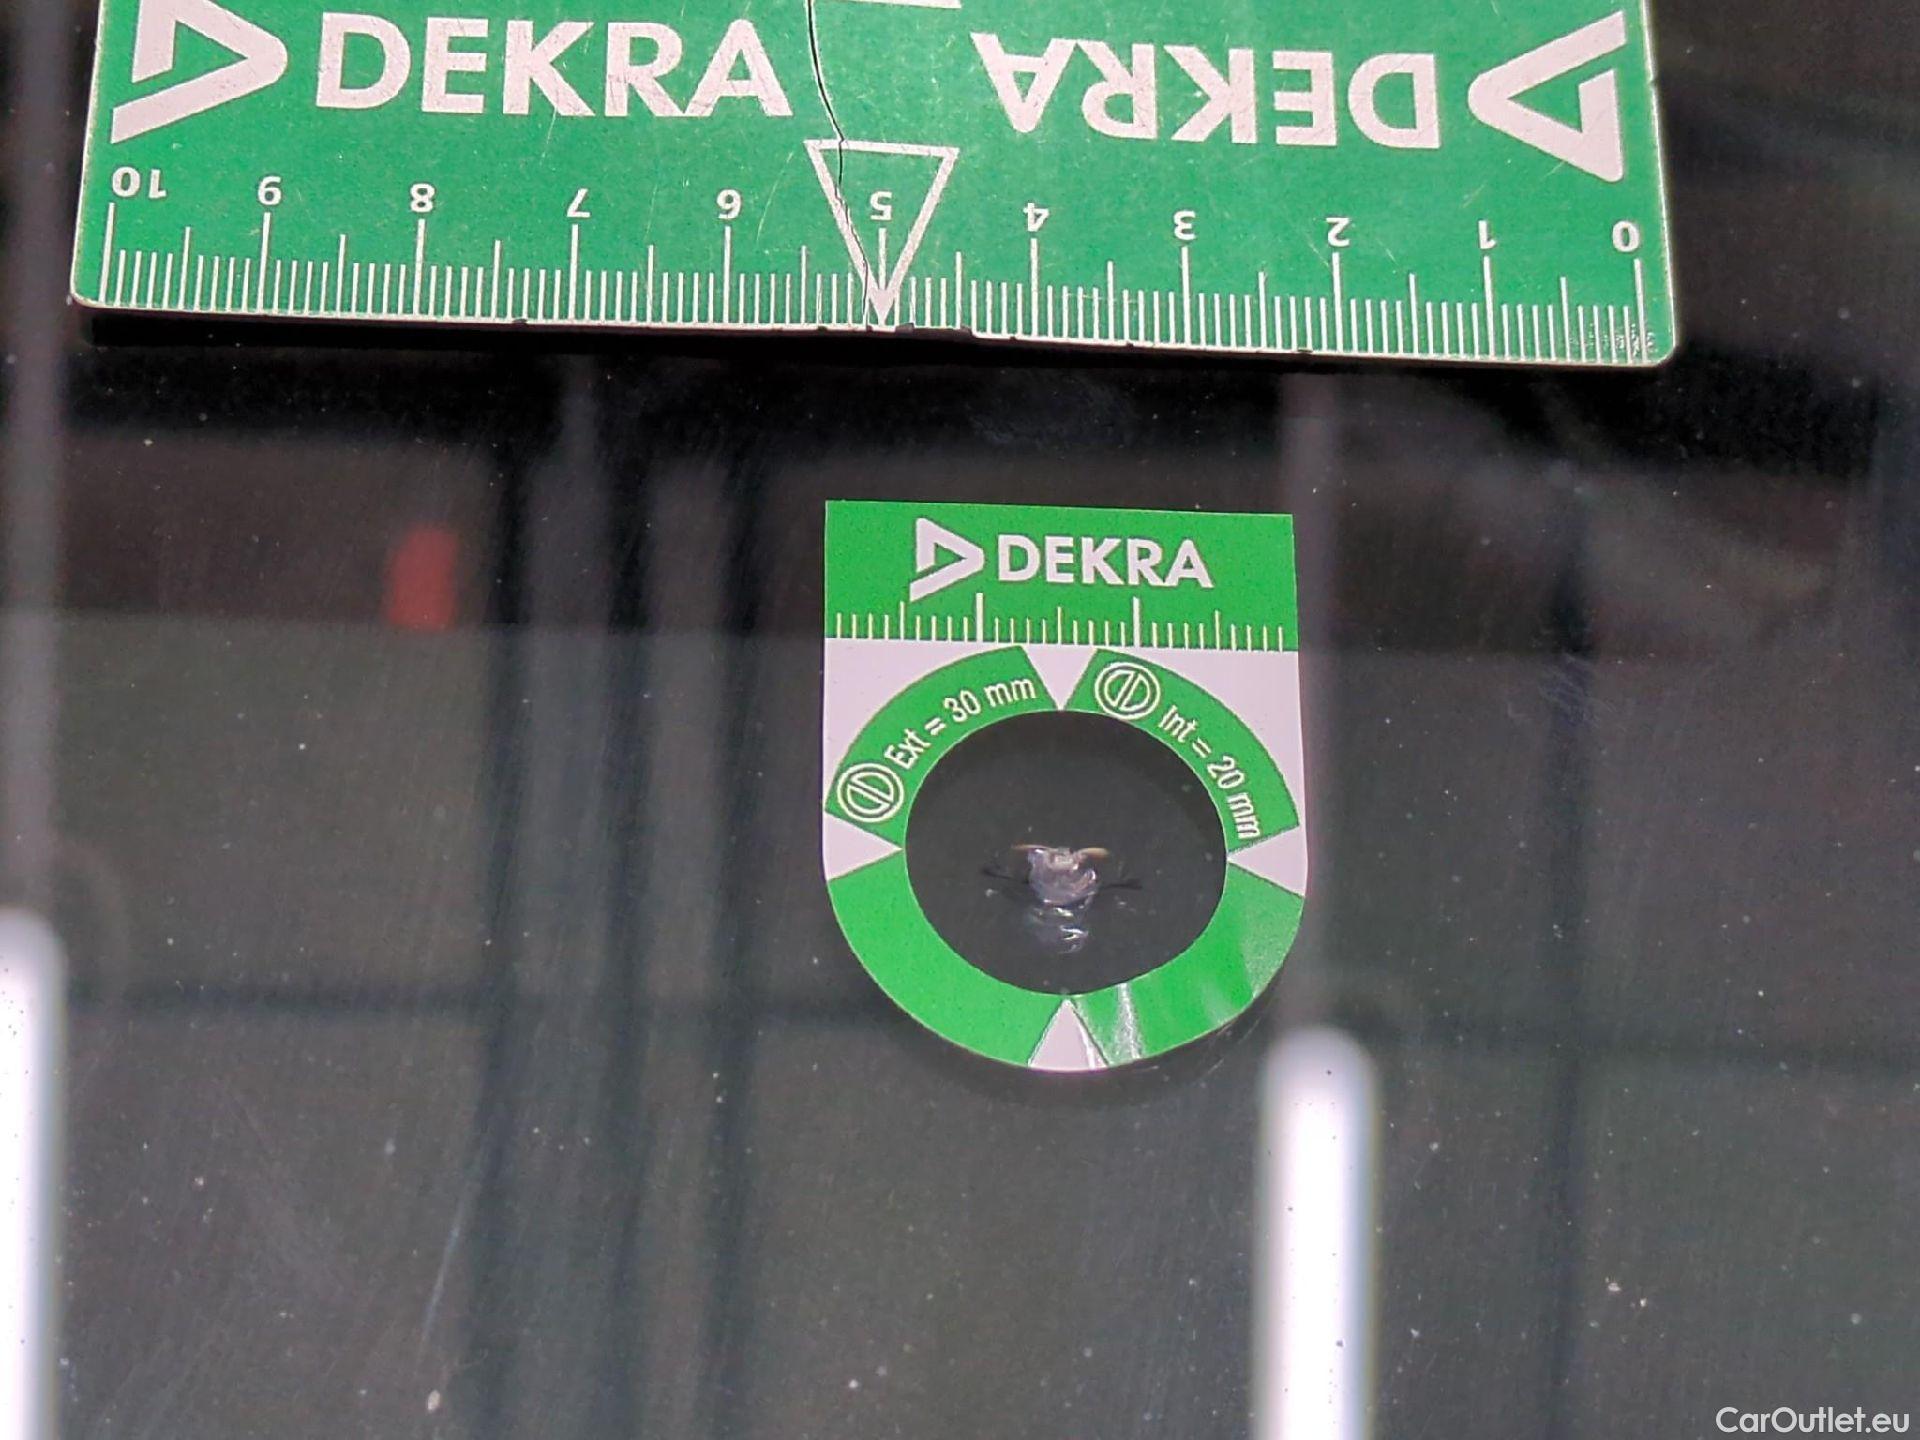 DEKRA DEKRA
10 9 8 7 6 5 4 3 2 1 0
DEKRA
Ext = 30 mm Int = 20 mm
CarOutlet.eu